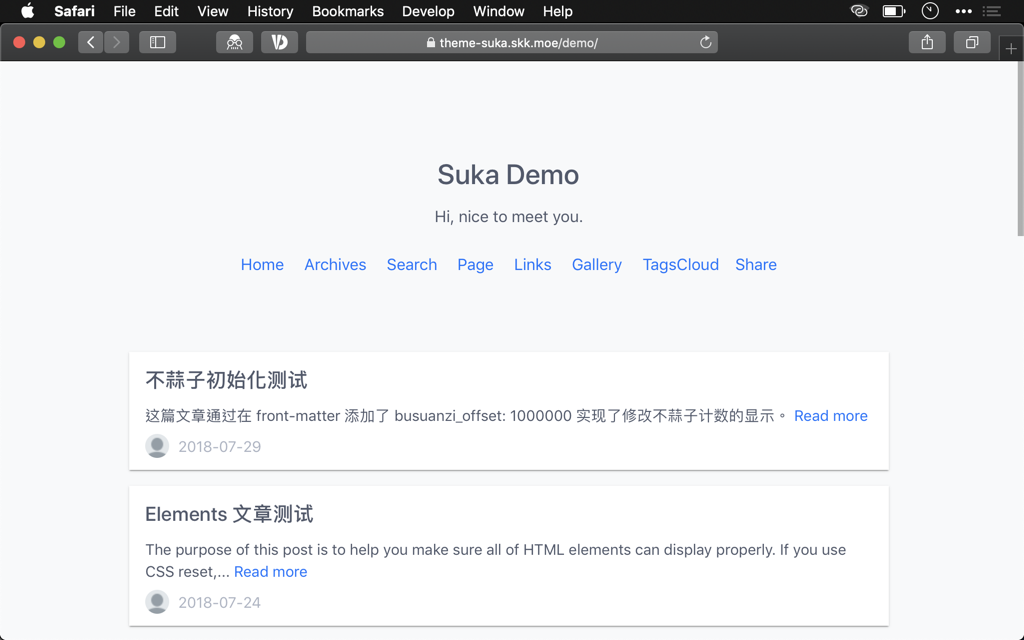 Safari File Edit View History Bookmarks Develop Window Help
theme-suka.skk.moe/demo/
Suka Demo
Hi, nice to meet you.
Home Archives Search Page Links Gallery TagsCloud Share
不蒜子初始化测试
这篇文章通过在 front-matter 添加了 busuanzi_offset: 1000000 实现了修改不蒜子计数的显示。 Read more
2018-07-29
Elements 文章测试
The purpose of this post is to help you make sure all of HTML elements can display properly. If you use
CSS reset,... Read more
2018-07-24